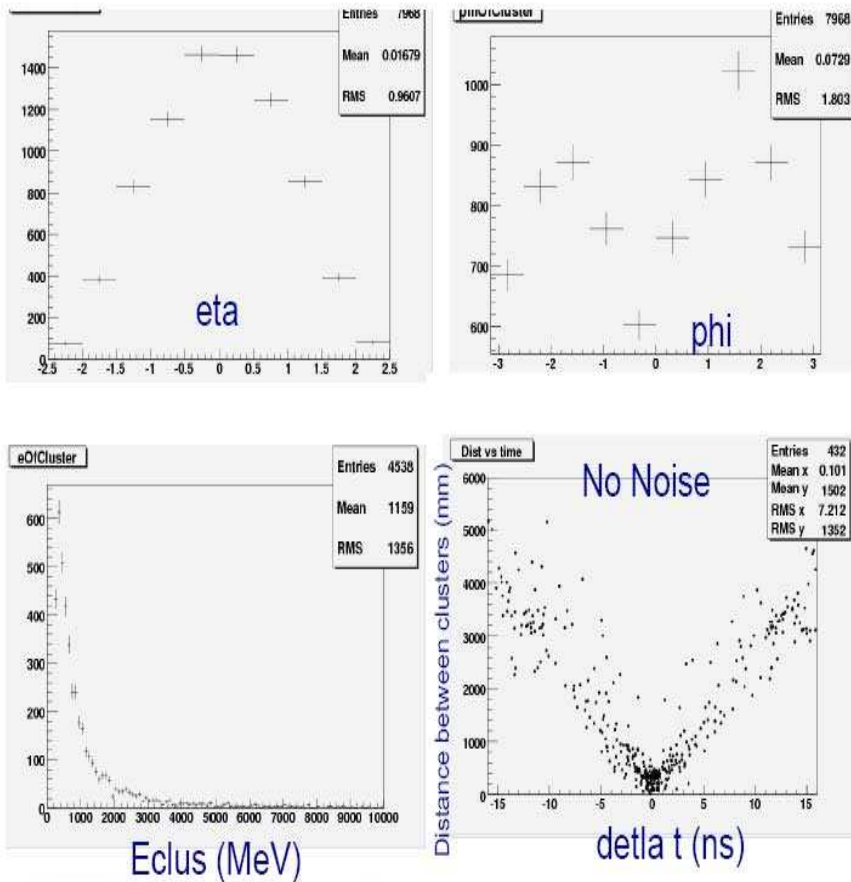 Entries 7968
Mean 0.01679
RMS 0.9607
1400
1200
1000
800
600
400
200
0
-2.5 -2 -1.5 -1 -0.5 0 0.5 1 1.5 2 2.5
eta
phiOfCluster
Entries 7968
Mean 0.0729
RMS 1.803
1000
900
800
700
600
-3 -2 -1 0 1 2 3
phi
eOfCluster
Entries 4538
Mean 1159
RMS 1356
600
500
400
300
200
100
0
0 1000 2000 3000 4000 5000 6000 7000 8000 9000 10000
Eclus (MeV)
Dist vs time
Entries 432
Mean x 0.101
Mean y 1502
RMS x 7.212
RMS y 1352
No Noise
Distance between clusters (mm)
6000
5000
4000
3000
2000
1000
0
-15 -10 -5 0 5 10 15
detla t (ns)